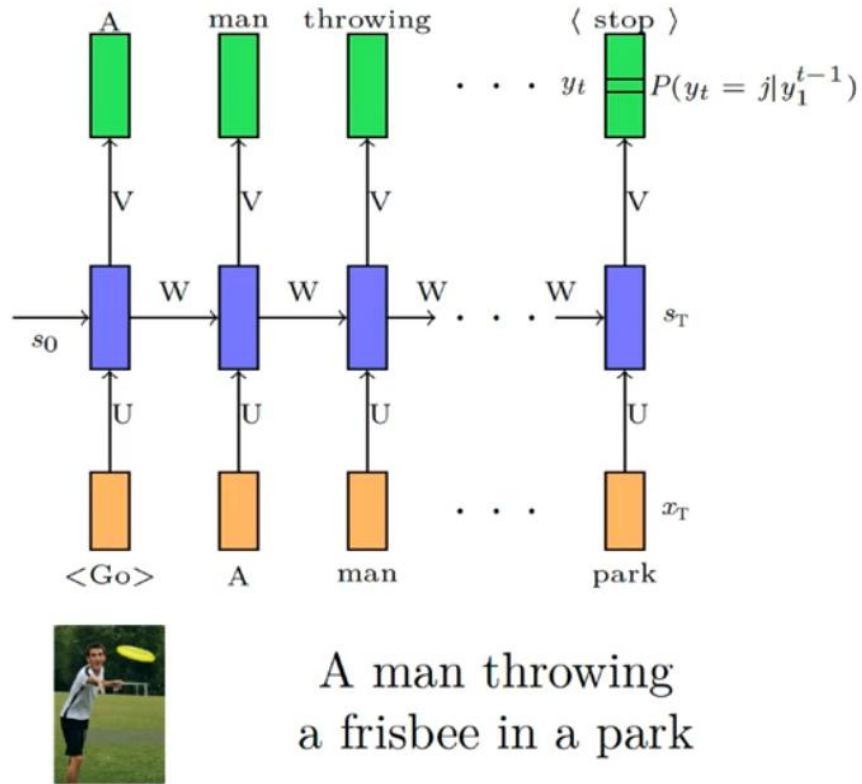 A man throwing ⟨ stop ⟩
· · · y_t P(y_t = j|y_1^{t−1})
V V V V
W W W W
s_0 s_T
U U U U
· · · x_T
<Go> A man park
A man throwing
a frisbee in a park